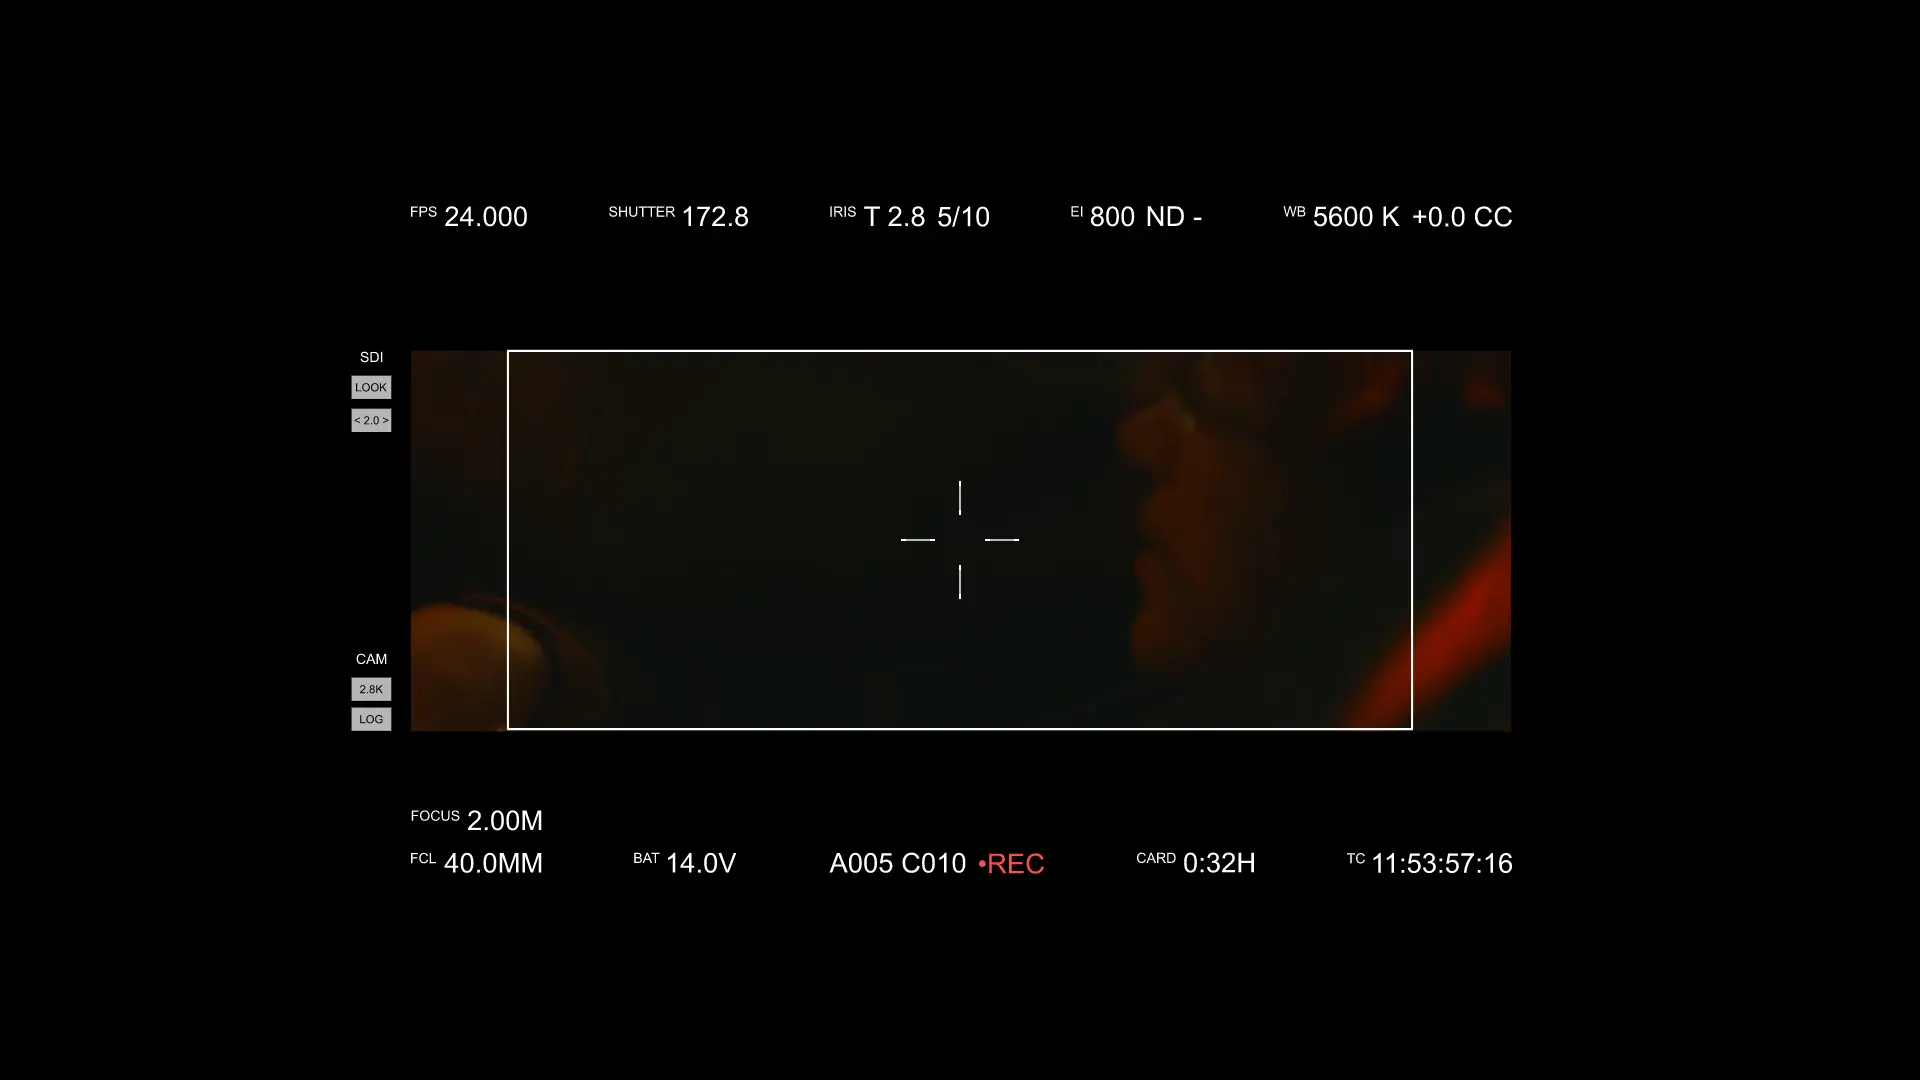 FPS 24.000 SHUTTER 172.8 IRIS T 2.8 5/10 EI 800 ND - WB 5600 K +0.0 CC
SDI
LOOK
< 2.0 >
CAM
2.8K
LOG
FOCUS 2.00M
FCL 40.0MM BAT 14.0V A005 C010 •REC CARD 0:32H TC 11:53:57:16